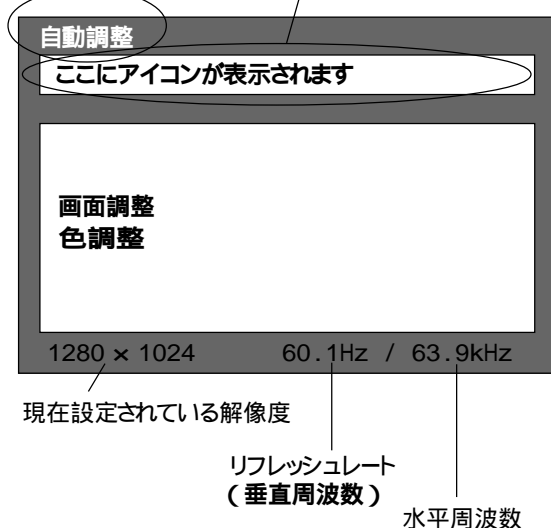 自動調整
ここにアイコンが表示されます
画面調整
色調整
1280 × 1024 60.1Hz / 63.9kHz
現在設定されている解像度
リフレッシュレート
(垂直周波数)
水平周波数